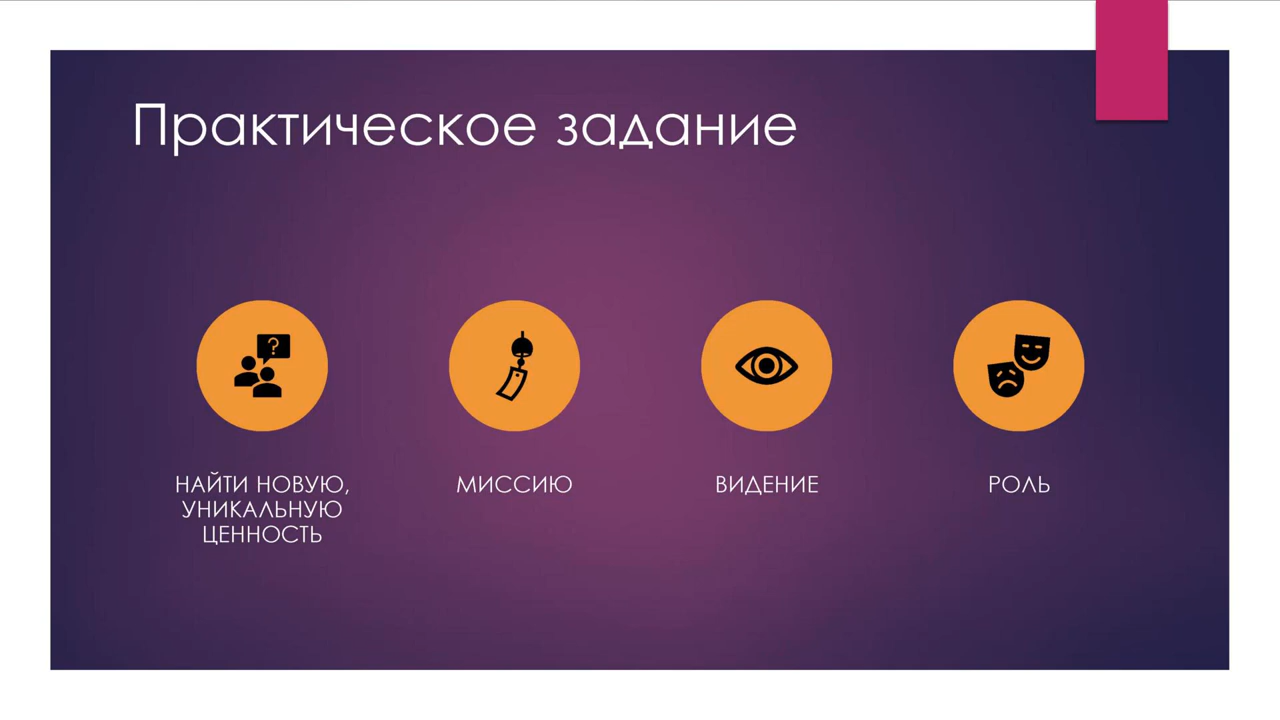 Практическое задание
НАЙТИ НОВУЮ,
УНИКАЛЬНУЮ
ЦЕННОСТЬ
МИССИЮ
ВИДЕНИЕ
РОЛЬ